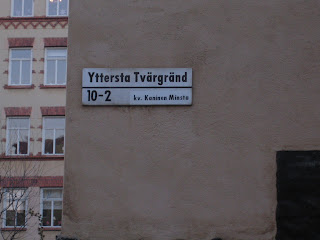 Yttersta Tvärgränd
10-2 kv. Kaninen Mindre